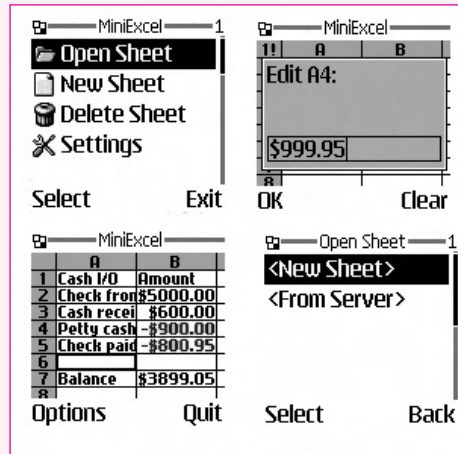 MiniExcel 1
Open Sheet
New Sheet
Delete Sheet
Settings
Select Exit
MiniExcel
1! A B
Edit A4:
$999.95
8
OK Clear
MiniExcel
A B
1 Cash I/O Amount
2 Check fron $5000.00
3 Cash recei $600.00
4 Petty cash -$900.00
5 Check paid -$800.95
6
7 Balance $3899.05
8
Options Quit
Open Sheet 1
<New Sheet>
<From Server>
Select Back